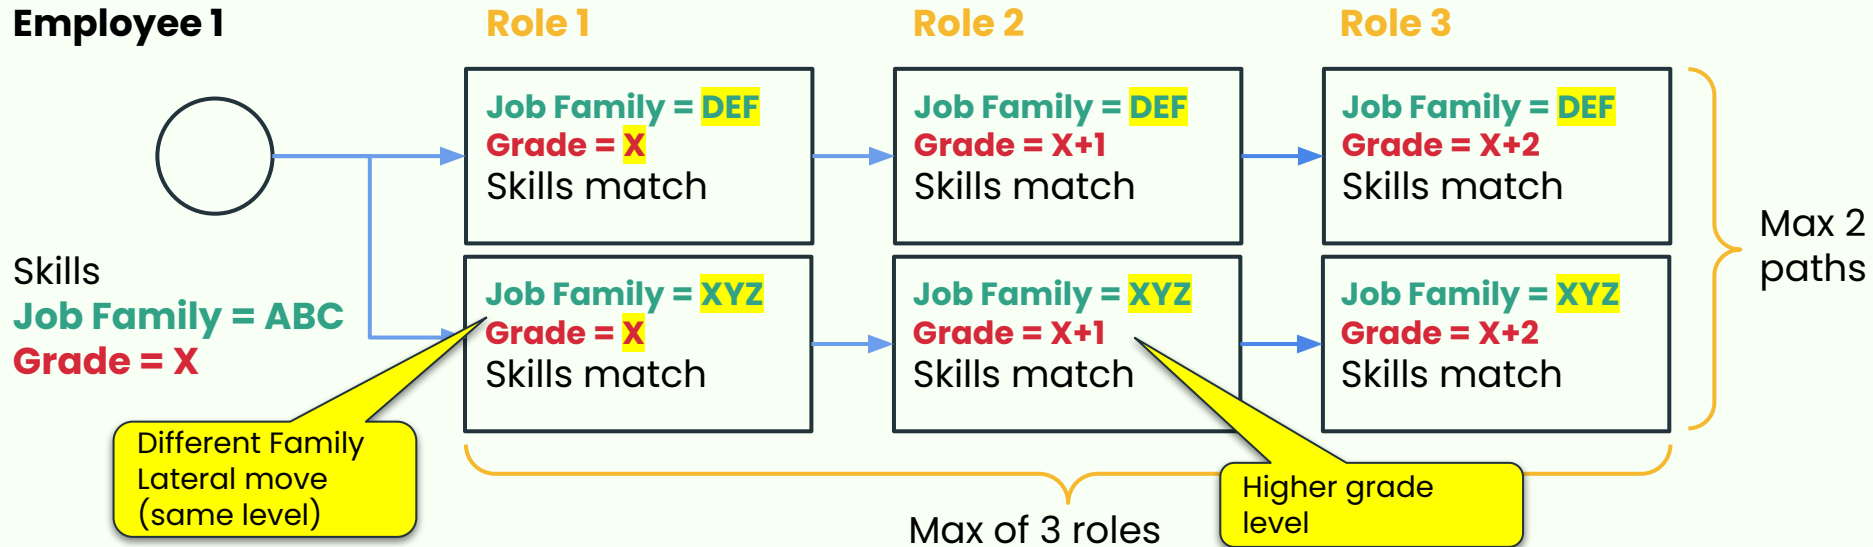 Employee 1
Role 1
Role 2
Role 3
Job Family = DEF
Grade = X
Skills match
Job Family = DEF
Grade = X+1
Skills match
Job Family = DEF
Grade = X+2
Skills match
Max 2
paths
Skills
Job Family = ABC
Grade = X
Job Family = XYZ
Grade = X
Skills match
Job Family = XYZ
Grade = X+1
Skills match
Job Family = XYZ
Grade = X+2
Skills match
Different Family
Lateral move
(same level)
Higher grade
level
Max of 3 roles